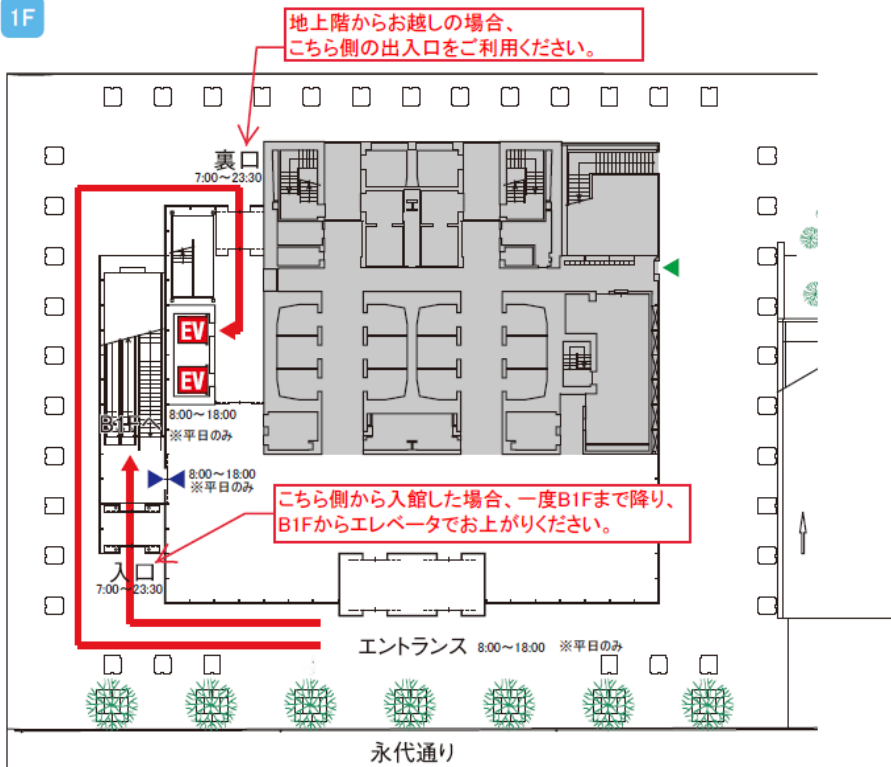 1F
地上階からお越しの場合、
こちら側の出入口をご利用ください。
裏口
7:00～23:30
EV
EV
8:00～18:00
※平日のみ
B1Fへ
8:00～18:00
※平日のみ
こちら側から入館した場合、一度B1Fまで降り、
B1Fからエレベータでお上がりください。
入口
7:00～23:30
エントランス 8:00～18:00 ※平日のみ
永代通り